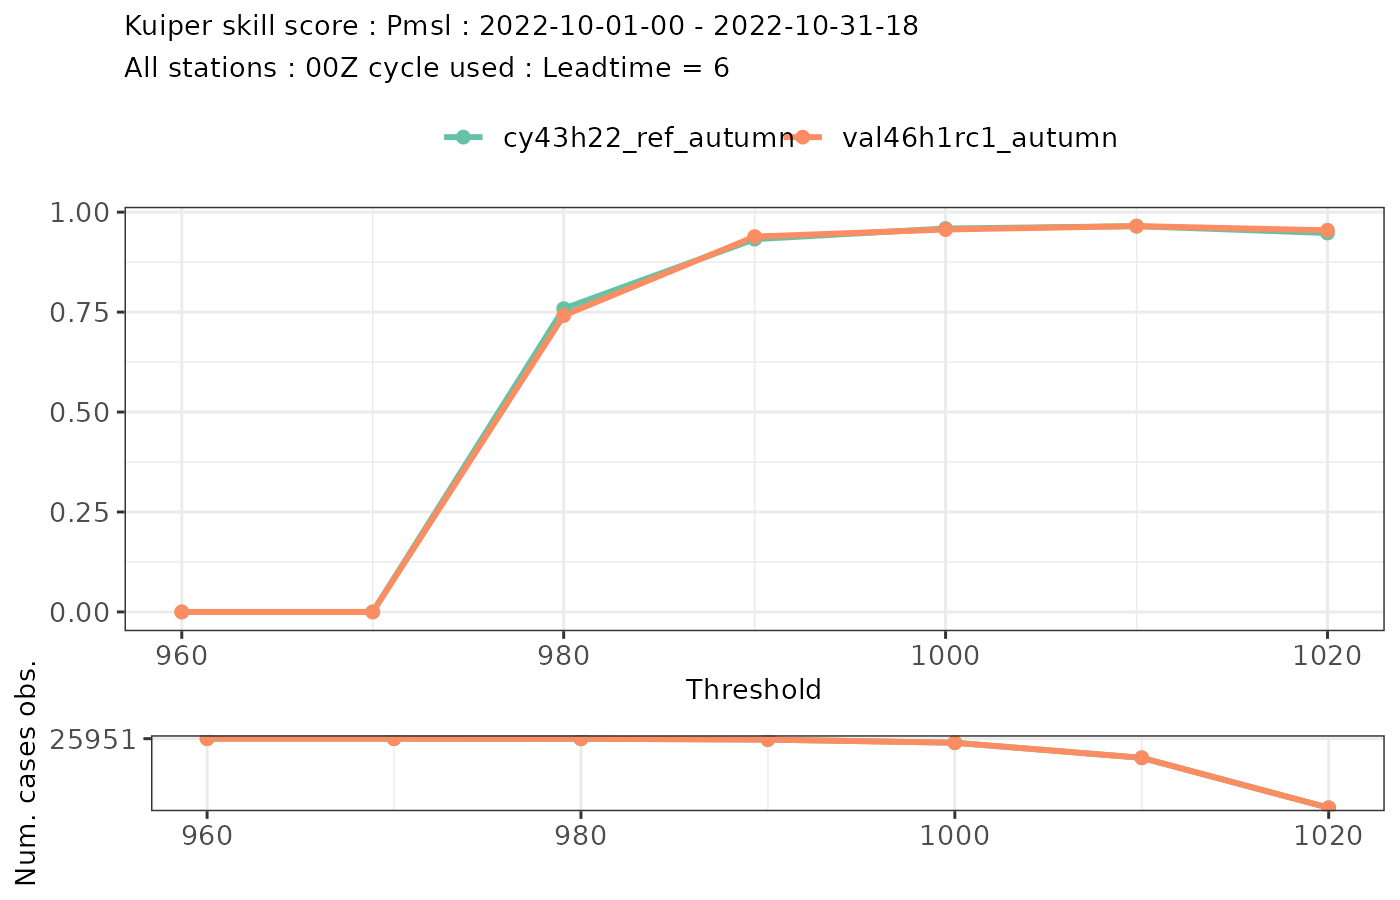 Kuiper skill score : Pmsl : 2022-10-01-00 - 2022-10-31-18
All stations : 00Z cycle used : Leadtime = 6
cy43h22_ref_autumn val46h1rc1_autumn
1.00
0.75
0.50
0.25
0.00
960 980 1000 1020
Threshold
Num. cases obs.
25951
960 980 1000 1020